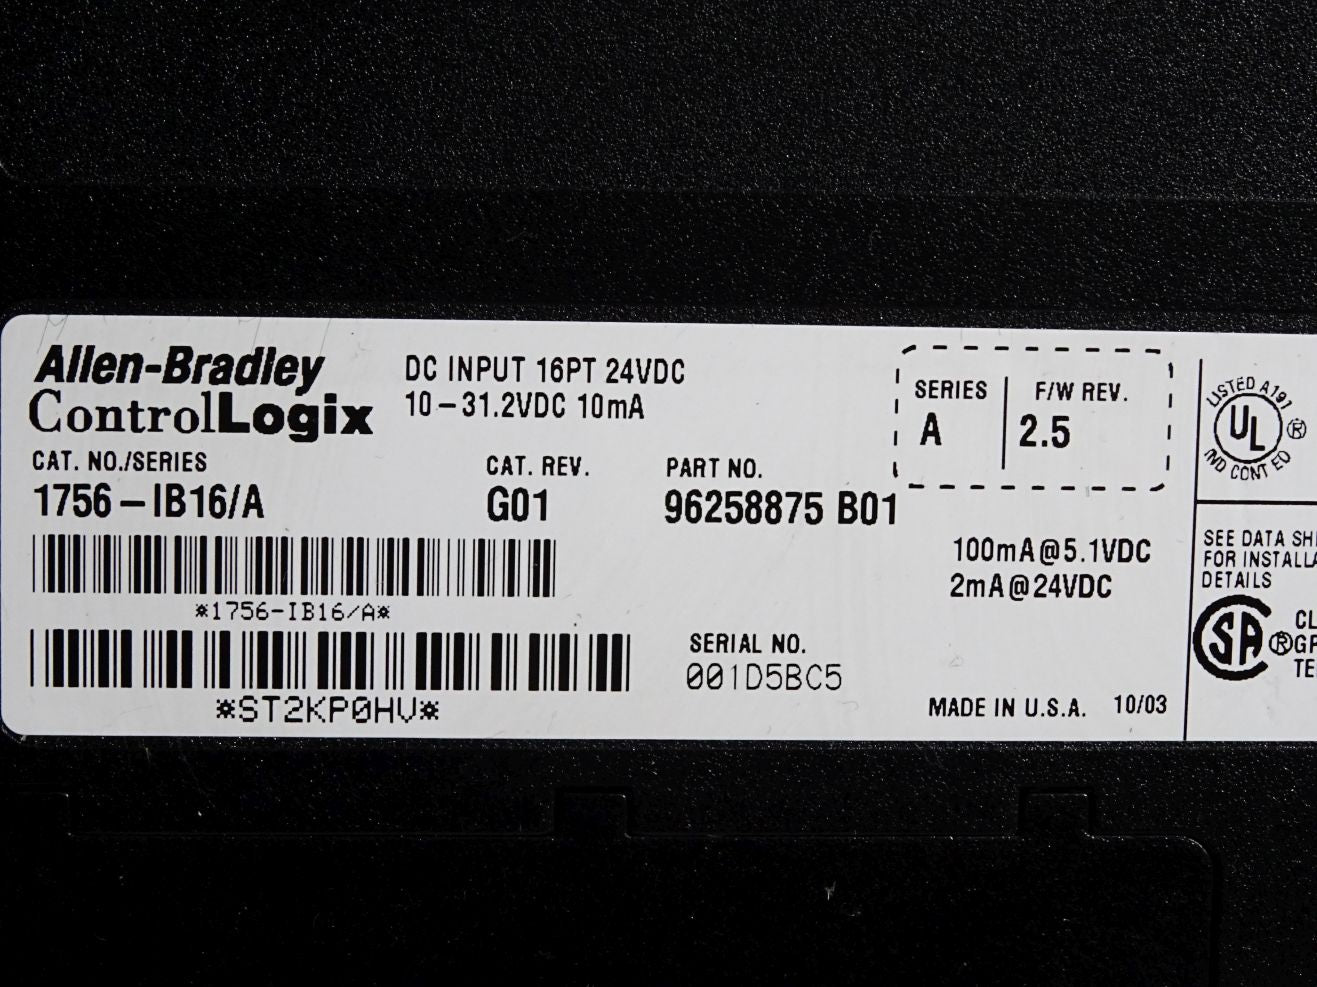 Allen-Bradley
ControlLogix
DC INPUT 16PT 24VDC
10-31.2VDC 10mA
SERIES
A
F/W REV.
2.5
CAT. NO./SERIES
1756-IB16/A
CAT. REV.
G01
PART NO.
96258875 B01
*1756-IB16/A*
100mA@5.1VDC
2mA@24VDC
*ST2KP0HV*
SERIAL NO.
001D5BC5
MADE IN U.S.A. 10/03
LISTED A197
UL ®
IND CONT EQ
SEE DATA
FOR
DETAILS
SA ®